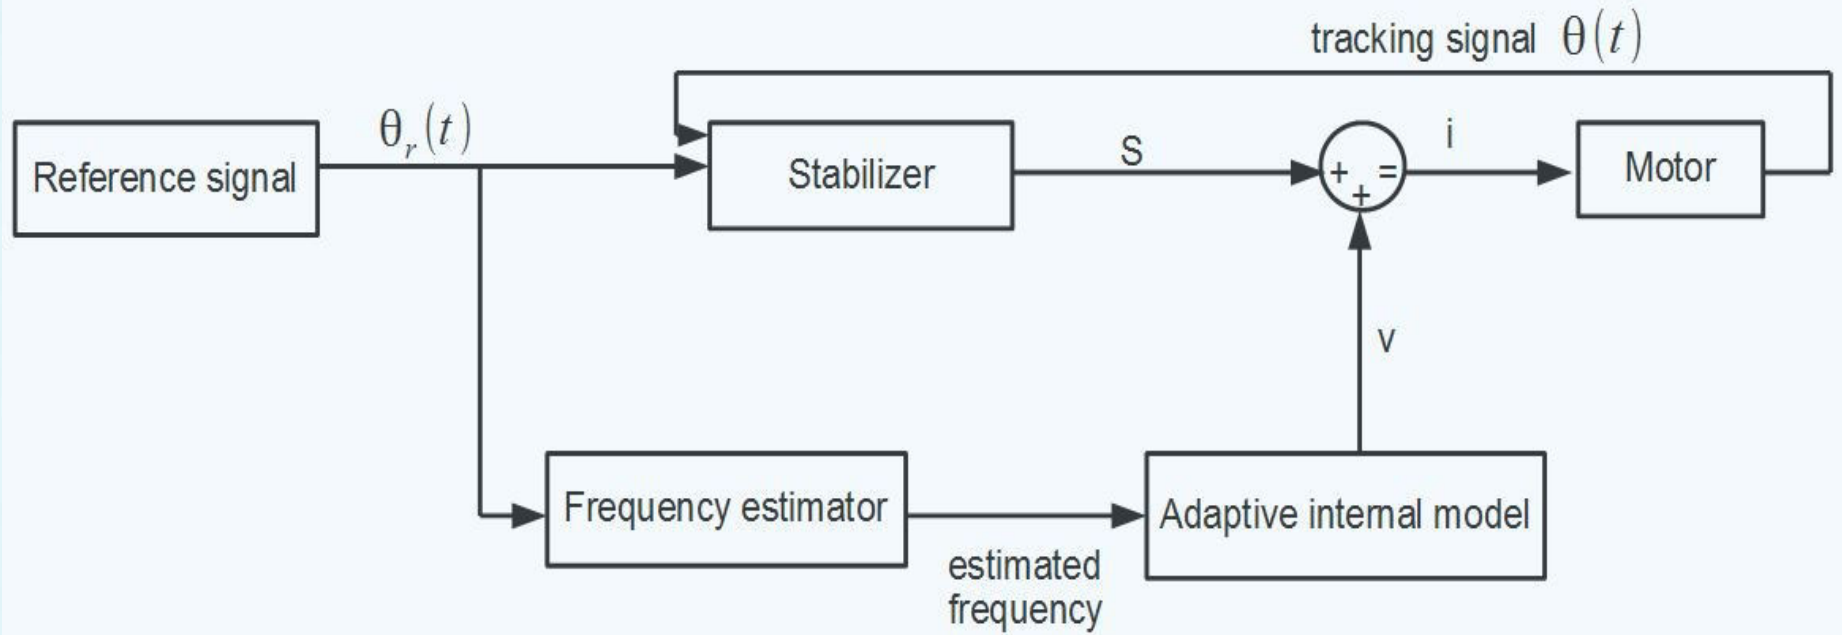 tracking signal θ(t)
θr(t)
Reference signal
Stabilizer
S
+ + =
i
Motor
v
Frequency estimator
estimated
frequency
Adaptive internal model